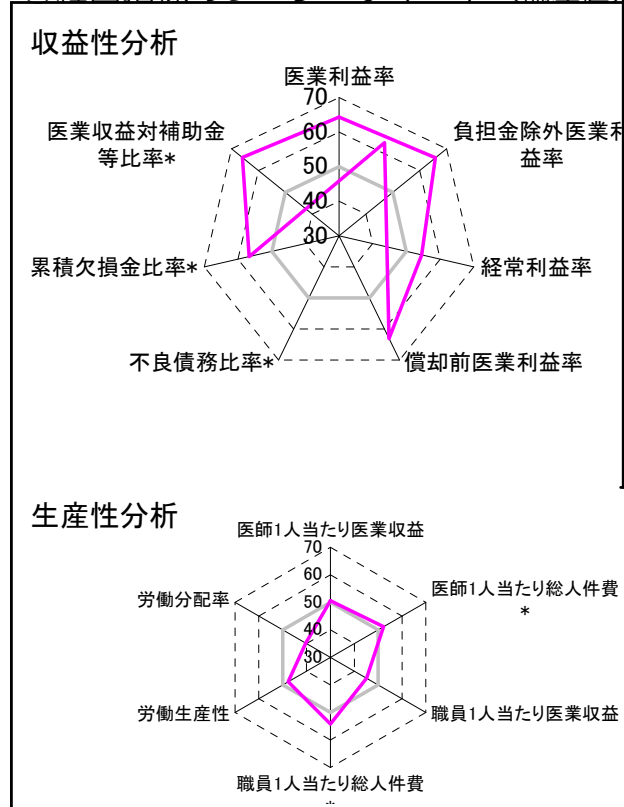 収益性分析
医業利益率
70
60
50
40
30
負担金除外医業利
益率
経常利益率
償却前医業利益率
不良債務比率*
累積欠損金比率*
医業収益対補助金
等比率*
生産性分析
医師1人当たり医業収益
70
60
50
40
30
医師1人当たり総人件費
*
職員1人当たり医業収益
職員1人当たり総人件費
*
労働生産性
労働分配率